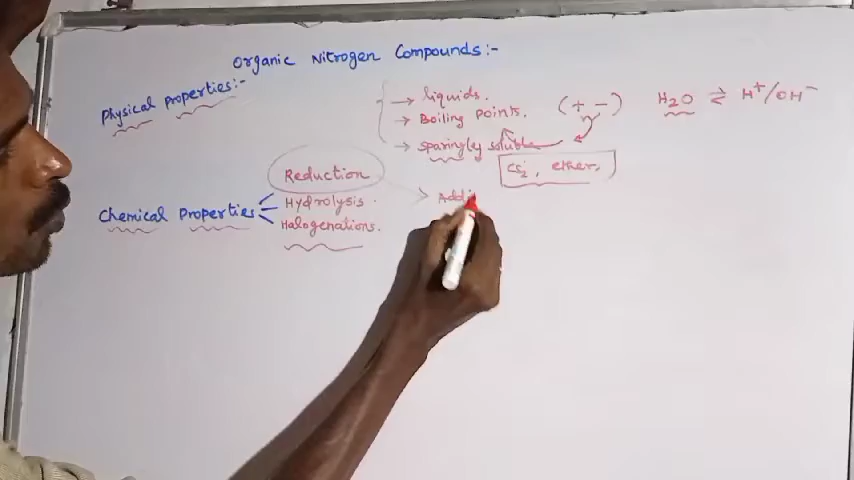 Organic Nitrogen Compounds:-
Physical properties:-
→ liquids.
→ Boiling points. (+ -)
→ sparingly soluble
H₂O ⇌ H⁺/OH⁻
CS₂, ether,
Chemical Properties
Reduction
Hydrolysis
Halogenations.
→ Addi